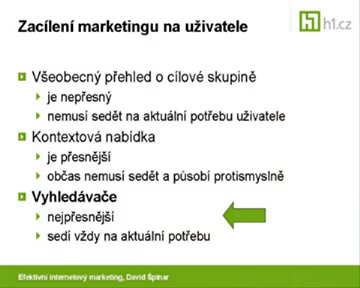 Zacílení marketingu na uživatele
h1.cz
Všeobecný přehled o cílové skupině
je nepřesný
nemusí sedět na aktuální potřebu uživatele
Kontextová nabídka
je přesnější
občas nemusí sedět a působí protismyslně
Vyhledávače
nejpřesnější
sedí vždy na aktuální potřebu
Efektivní internetový marketing, David Špinar